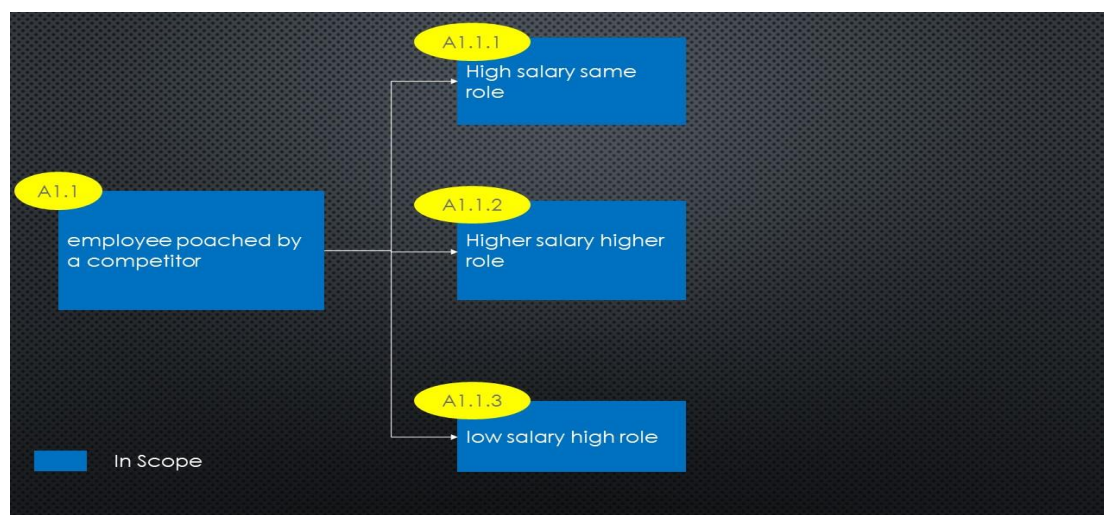 A1.1.1
High salary same
role
A1.1
employee poached by
a competitor
A1.1.2
Higher salary higher
role
A1.1.3
low salary high role
In Scope